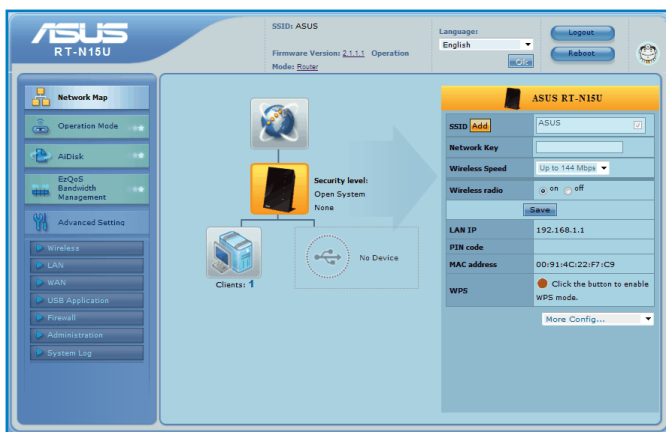 ASUS
RT-N15U
SSID: ASUS
Firmware Version: 2.1.1.1 Operation
Mode: Router
Language:
English
OK
Logout
Reboot
Network Map
Operation Mode
AiDisk
EzQoS
Bandwidth
Management
Advanced Setting
Wireless
LAN
WAN
USB Application
Firewall
Administration
System Log
Security level:
Open System
None
Clients: 1
No Device
ASUS RT-N15U
SSID Add ASUS
Network Key
Wireless Speed Up to 144 Mbps
Wireless radio on off
Save
LAN IP 192.168.1.1
PIN code
MAC address 00:91:4C:22:F7:C9
WPS Click the button to enable
WPS mode.
More Config...